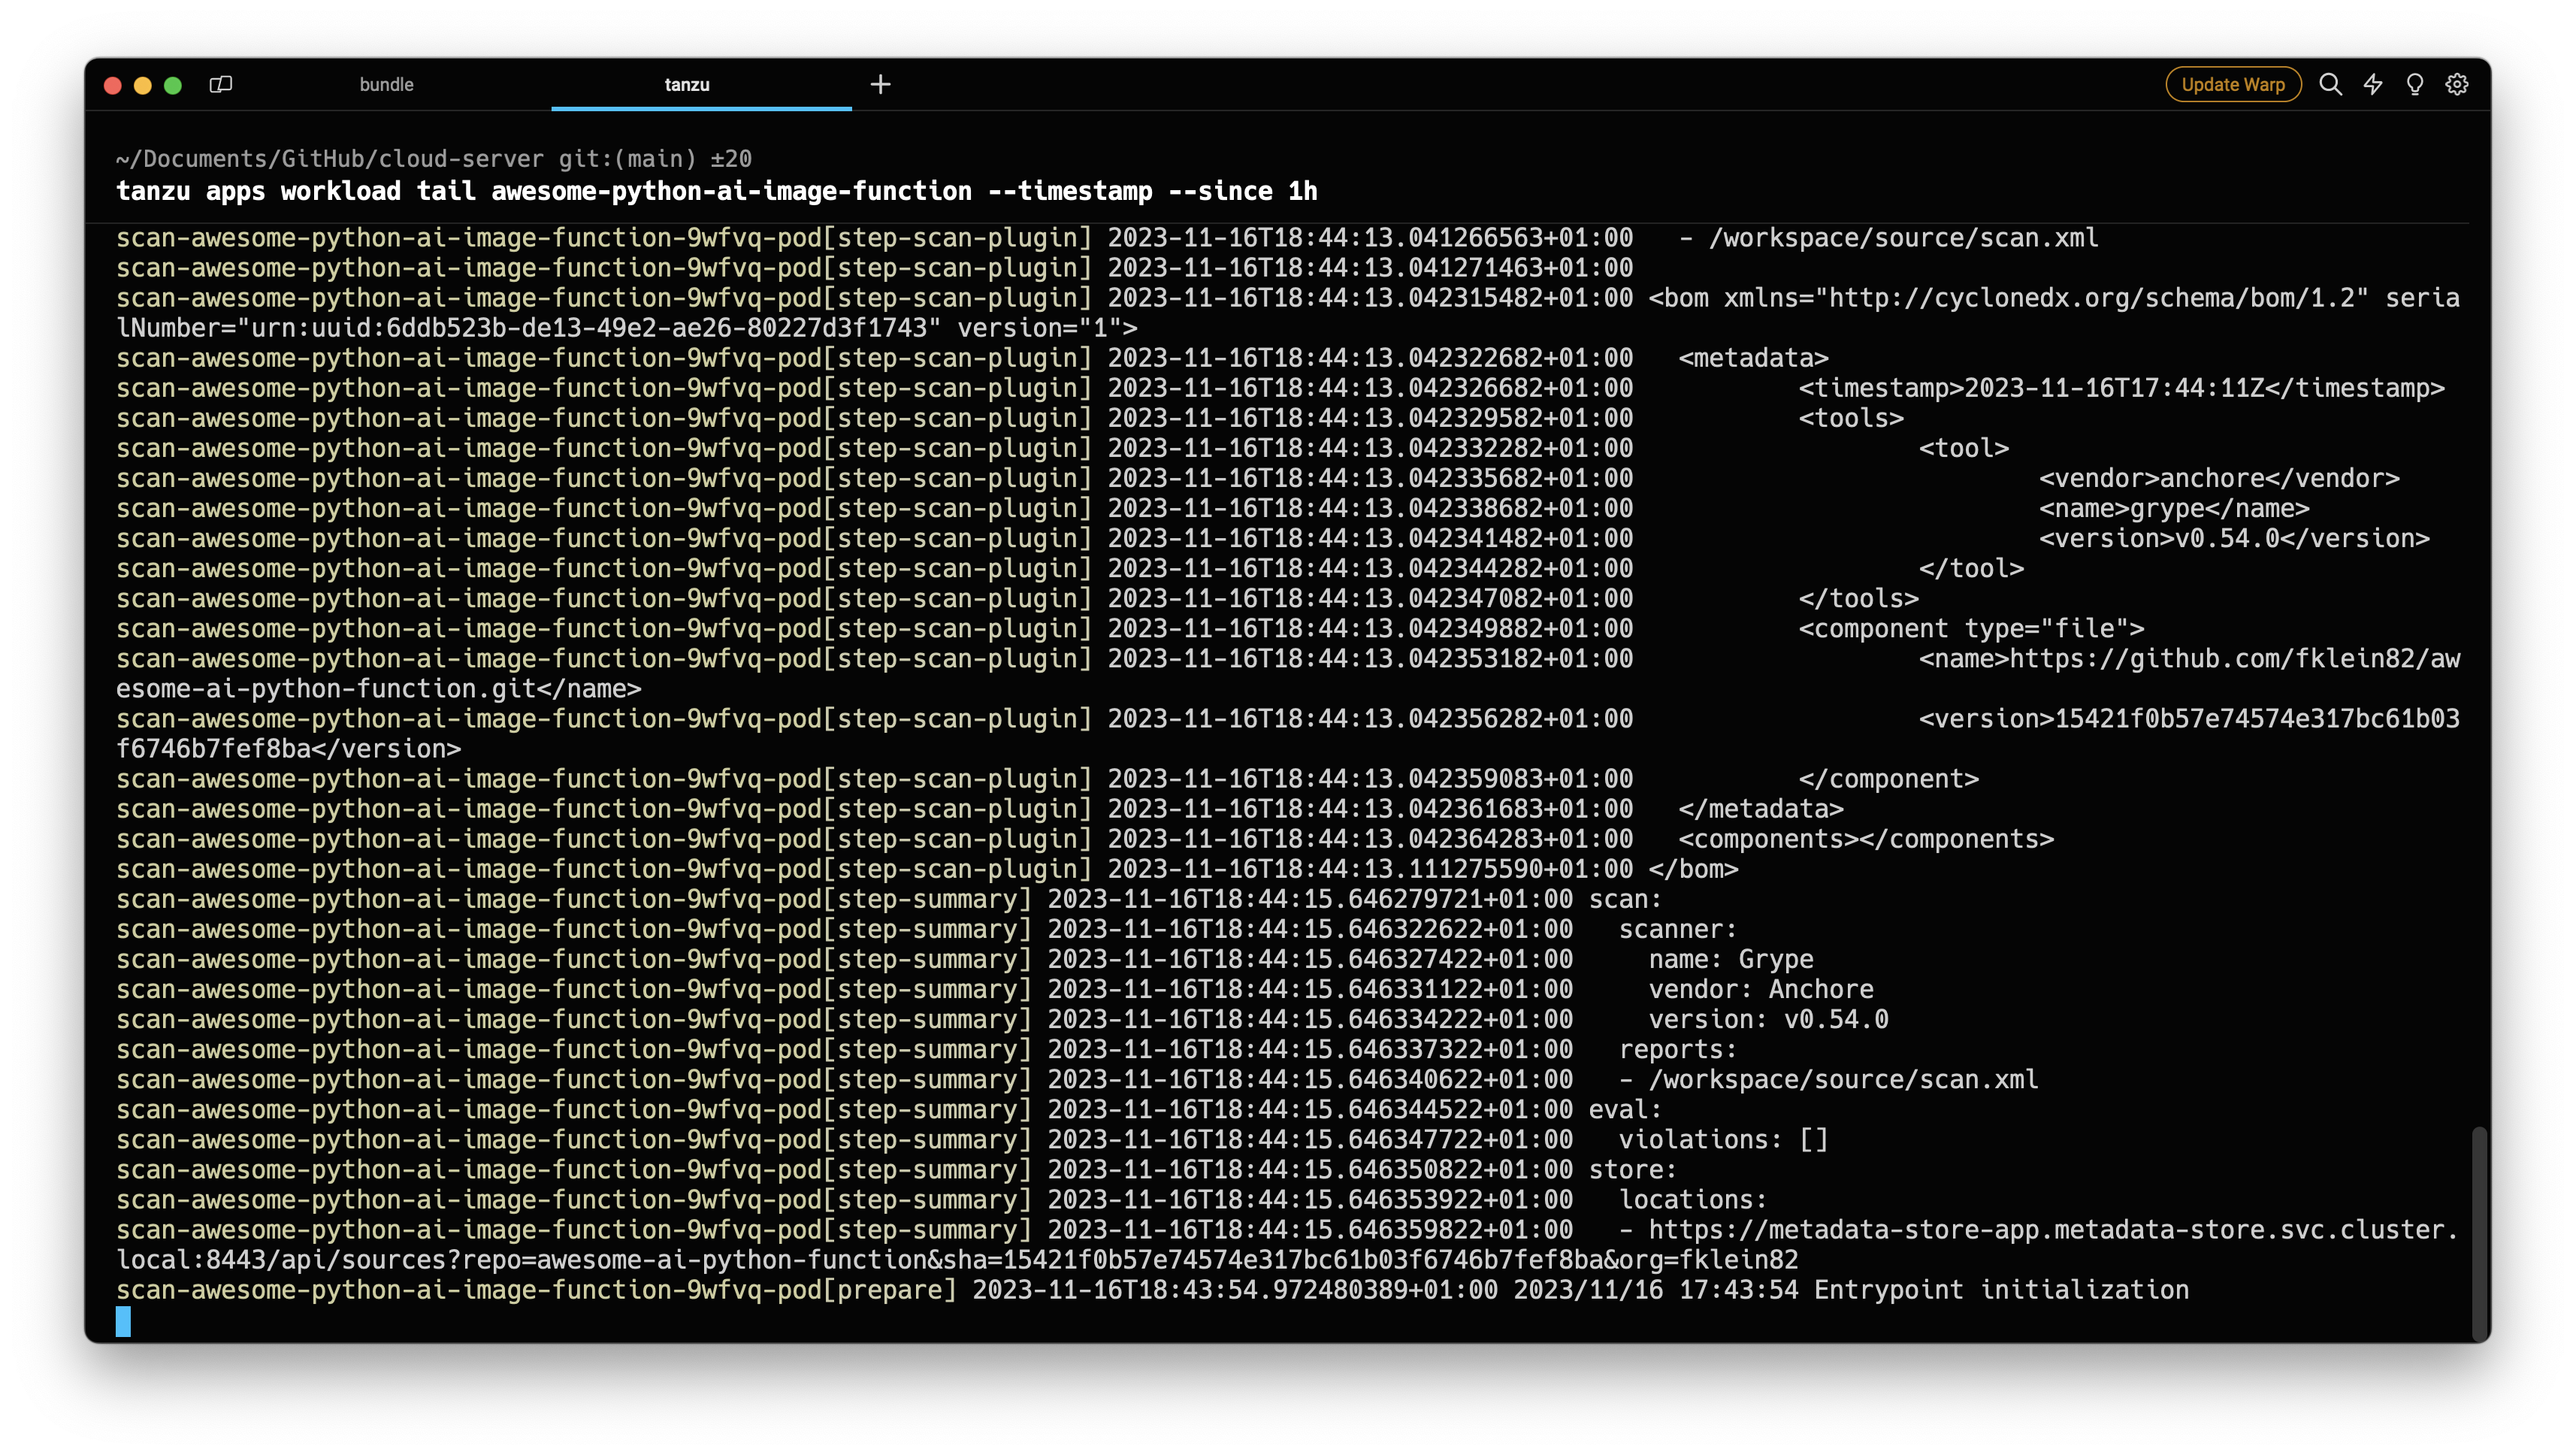 bundle
tanzu
Update Warp
~/Documents/GitHub/cloud-server git:(main) ±20
tanzu apps workload tail awesome-python-ai-image-function --timestamp --since 1h
scan-awesome-python-ai-image-function-9wfvq-pod[step-scan-plugin] 2023-11-16T18:44:13.041266563+01:00   - /workspace/source/scan.xml
scan-awesome-python-ai-image-function-9wfvq-pod[step-scan-plugin] 2023-11-16T18:44:13.041271463+01:00
scan-awesome-python-ai-image-function-9wfvq-pod[step-scan-plugin] 2023-11-16T18:44:13.042315482+01:00 <bom xmlns="http://cyclonedx.org/schema/bom/1.2" seria
lNumber="urn:uuid:6ddb523b-de13-49e2-ae26-80227d3f1743" version="1">
scan-awesome-python-ai-image-function-9wfvq-pod[step-scan-plugin] 2023-11-16T18:44:13.042322682+01:00   <metadata>
scan-awesome-python-ai-image-function-9wfvq-pod[step-scan-plugin] 2023-11-16T18:44:13.042326682+01:00           <timestamp>2023-11-16T17:44:11Z</timestamp>
scan-awesome-python-ai-image-function-9wfvq-pod[step-scan-plugin] 2023-11-16T18:44:13.042329582+01:00           <tools>
scan-awesome-python-ai-image-function-9wfvq-pod[step-scan-plugin] 2023-11-16T18:44:13.042332282+01:00                   <tool>
scan-awesome-python-ai-image-function-9wfvq-pod[step-scan-plugin] 2023-11-16T18:44:13.042335682+01:00                           <vendor>anchore</vendor>
scan-awesome-python-ai-image-function-9wfvq-pod[step-scan-plugin] 2023-11-16T18:44:13.042338682+01:00                           <name>grype</name>
scan-awesome-python-ai-image-function-9wfvq-pod[step-scan-plugin] 2023-11-16T18:44:13.042341482+01:00                           <version>v0.54.0</version>
scan-awesome-python-ai-image-function-9wfvq-pod[step-scan-plugin] 2023-11-16T18:44:13.042344282+01:00                   </tool>
scan-awesome-python-ai-image-function-9wfvq-pod[step-scan-plugin] 2023-11-16T18:44:13.042347082+01:00           </tools>
scan-awesome-python-ai-image-function-9wfvq-pod[step-scan-plugin] 2023-11-16T18:44:13.042349882+01:00           <component type="file">
scan-awesome-python-ai-image-function-9wfvq-pod[step-scan-plugin] 2023-11-16T18:44:13.042353182+01:00                   <name>https://github.com/fklein82/aw
esome-ai-python-function.git</name>
scan-awesome-python-ai-image-function-9wfvq-pod[step-scan-plugin] 2023-11-16T18:44:13.042356282+01:00                   <version>15421f0b57e74574e317bc61b03
f6746b7fef8ba</version>
scan-awesome-python-ai-image-function-9wfvq-pod[step-scan-plugin] 2023-11-16T18:44:13.042359083+01:00           </component>
scan-awesome-python-ai-image-function-9wfvq-pod[step-scan-plugin] 2023-11-16T18:44:13.042361683+01:00   </metadata>
scan-awesome-python-ai-image-function-9wfvq-pod[step-scan-plugin] 2023-11-16T18:44:13.042364283+01:00   <components></components>
scan-awesome-python-ai-image-function-9wfvq-pod[step-scan-plugin] 2023-11-16T18:44:13.111275590+01:00 </bom>
scan-awesome-python-ai-image-function-9wfvq-pod[step-summary] 2023-11-16T18:44:15.646279721+01:00 scan:
scan-awesome-python-ai-image-function-9wfvq-pod[step-summary] 2023-11-16T18:44:15.646322622+01:00   scanner:
scan-awesome-python-ai-image-function-9wfvq-pod[step-summary] 2023-11-16T18:44:15.646327422+01:00     name: Grype
scan-awesome-python-ai-image-function-9wfvq-pod[step-summary] 2023-11-16T18:44:15.646331122+01:00     vendor: Anchore
scan-awesome-python-ai-image-function-9wfvq-pod[step-summary] 2023-11-16T18:44:15.646334222+01:00     version: v0.54.0
scan-awesome-python-ai-image-function-9wfvq-pod[step-summary] 2023-11-16T18:44:15.646337322+01:00   reports:
scan-awesome-python-ai-image-function-9wfvq-pod[step-summary] 2023-11-16T18:44:15.646340622+01:00   - /workspace/source/scan.xml
scan-awesome-python-ai-image-function-9wfvq-pod[step-summary] 2023-11-16T18:44:15.646344522+01:00 eval:
scan-awesome-python-ai-image-function-9wfvq-pod[step-summary] 2023-11-16T18:44:15.646347722+01:00   violations: []
scan-awesome-python-ai-image-function-9wfvq-pod[step-summary] 2023-11-16T18:44:15.646350822+01:00 store:
scan-awesome-python-ai-image-function-9wfvq-pod[step-summary] 2023-11-16T18:44:15.646353922+01:00   locations:
scan-awesome-python-ai-image-function-9wfvq-pod[step-summary] 2023-11-16T18:44:15.646359822+01:00   - https://metadata-store-app.metadata-store.svc.cluster.
local:8443/api/sources?repo=awesome-ai-python-function&sha=15421f0b57e74574e317bc61b03f6746b7fef8ba&org=fklein82
scan-awesome-python-ai-image-function-9wfvq-pod[prepare] 2023-11-16T18:43:54.972480389+01:00 2023/11/16 17:43:54 Entrypoint initialization